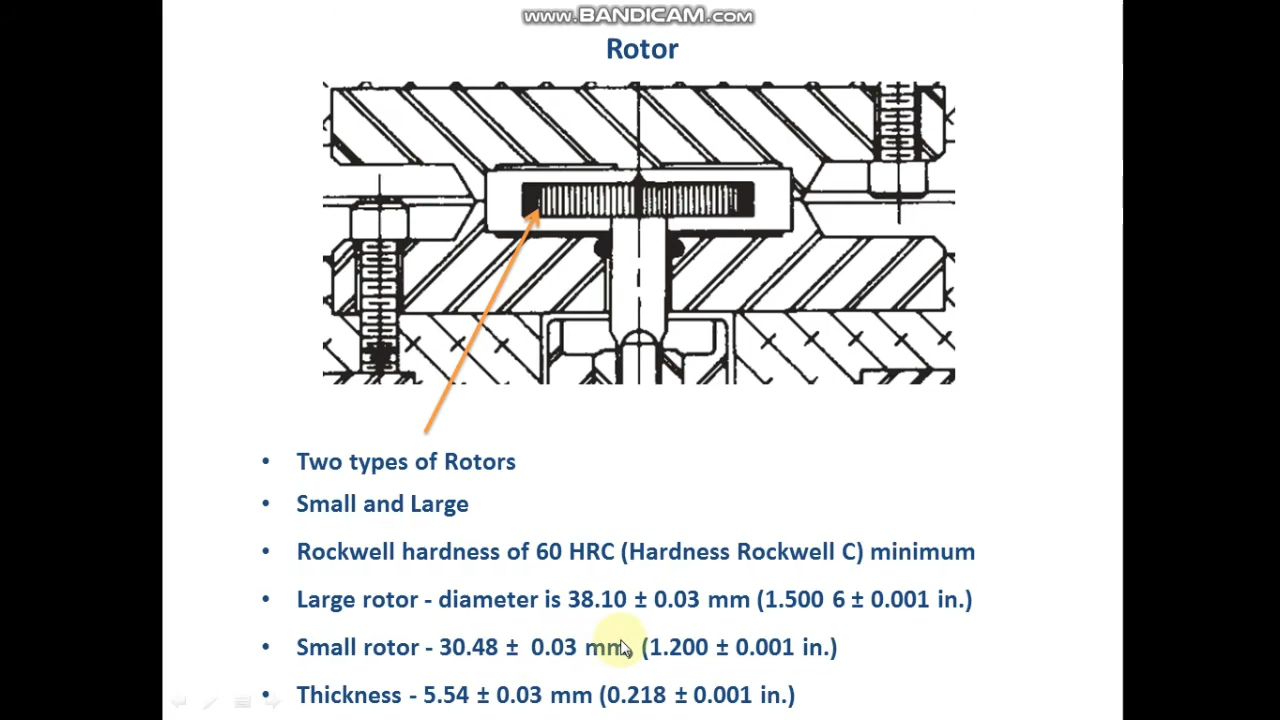 www.BANDICAM.com
Rotor
• Two types of Rotors
• Small and Large
• Rockwell hardness of 60 HRC (Hardness Rockwell C) minimum
• Large rotor - diameter is 38.10 ± 0.03 mm (1.500 6 ± 0.001 in.)
• Small rotor - 30.48 ± 0.03 mm (1.200 ± 0.001 in.)
• Thickness - 5.54 ± 0.03 mm (0.218 ± 0.001 in.)